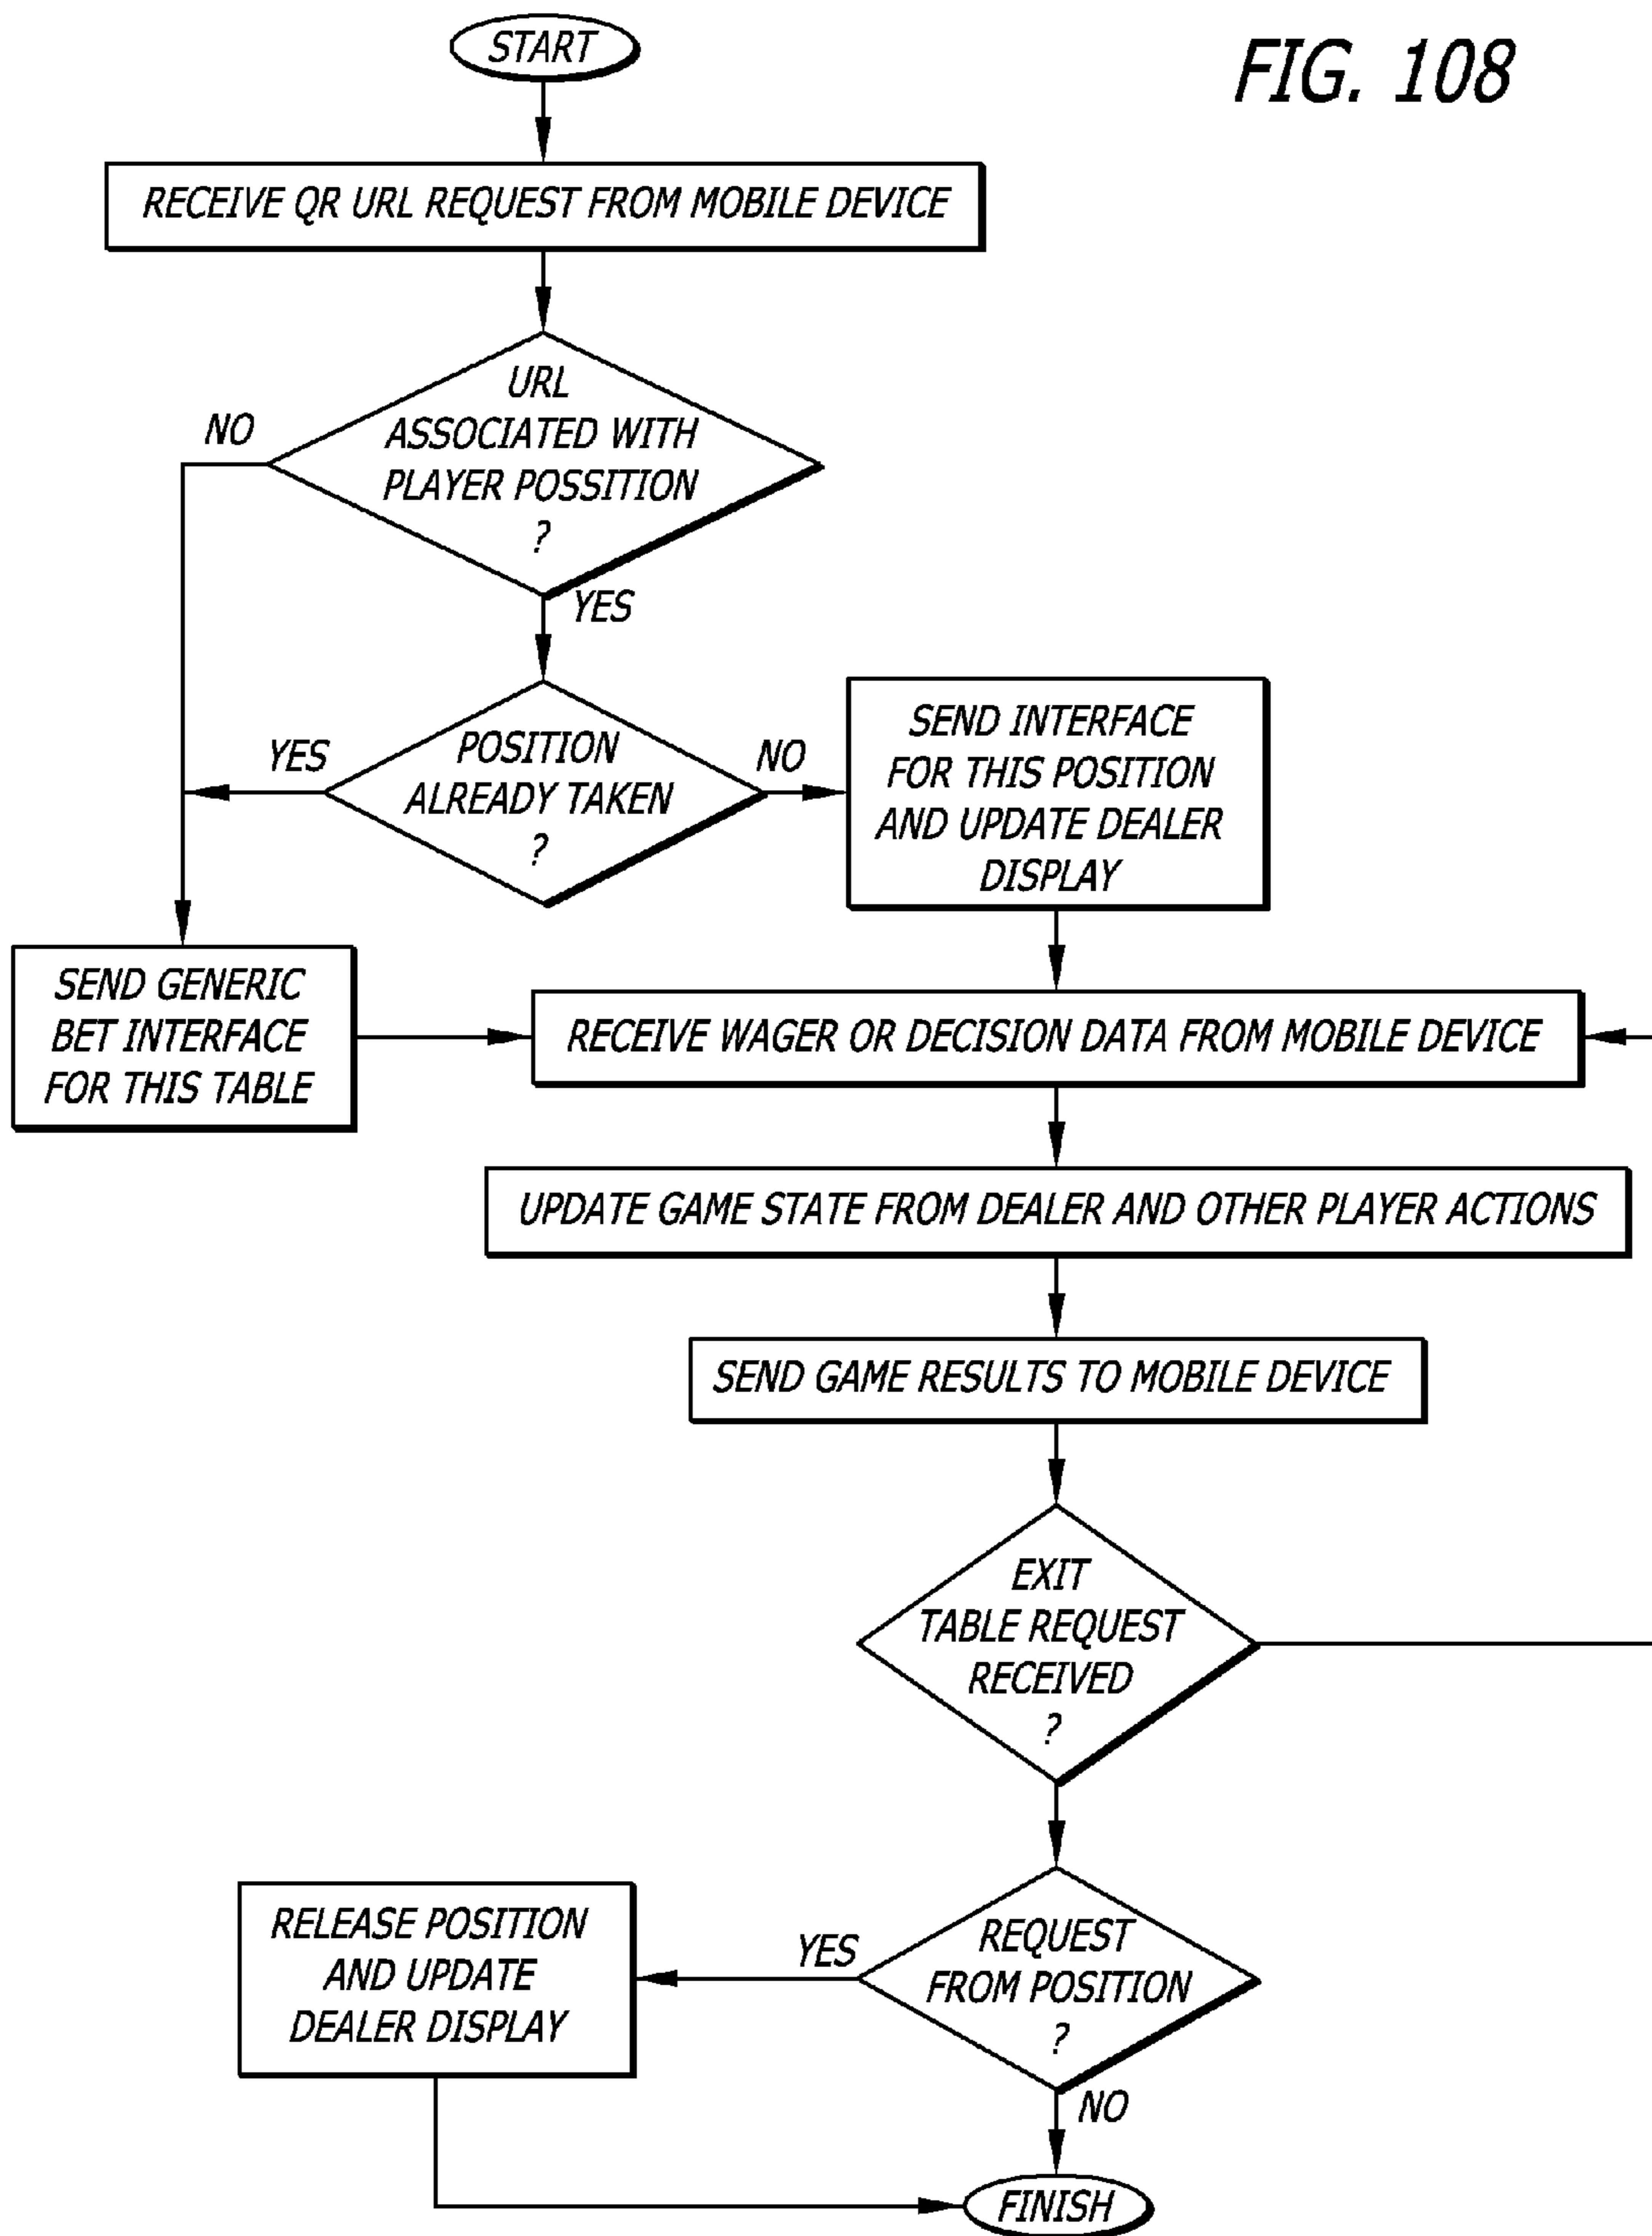 START
FIG. 108
RECEIVE QR URL REQUEST FROM MOBILE DEVICE
URL
ASSOCIATED WITH
PLAYER POSSITION
?
NO
YES
POSITION
ALREADY TAKEN
?
YES
NO
SEND INTERFACE
FOR THIS POSITION
AND UPDATE DEALER
DISPLAY
SEND GENERIC
BET INTERFACE
FOR THIS TABLE
RECEIVE WAGER OR DECISION DATA FROM MOBILE DEVICE
UPDATE GAME STATE FROM DEALER AND OTHER PLAYER ACTIONS
SEND GAME RESULTS TO MOBILE DEVICE
EXIT
TABLE REQUEST
RECEIVED
?
REQUEST
FROM POSITION
?
YES
RELEASE POSITION
AND UPDATE
DEALER DISPLAY
NO
FINISH